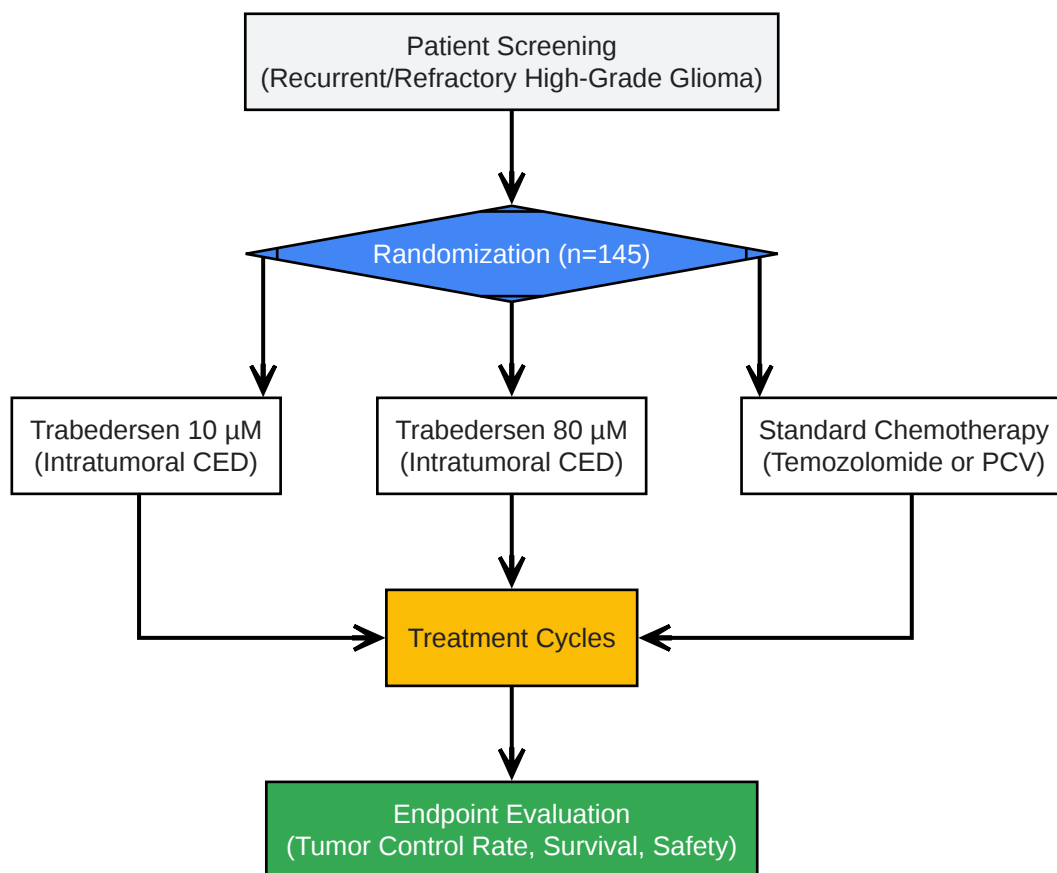 Patient Screening
(Recurrent/Refractory High-Grade Glioma)
Randomization (n=145)
Trabedersen 10 µM
(Intratumoral CED)
Trabedersen 80 µM
(Intratumoral CED)
Standard Chemotherapy
(Temozolomide or PCV)
Treatment Cycles
Endpoint Evaluation
(Tumor Control Rate, Survival, Safety)